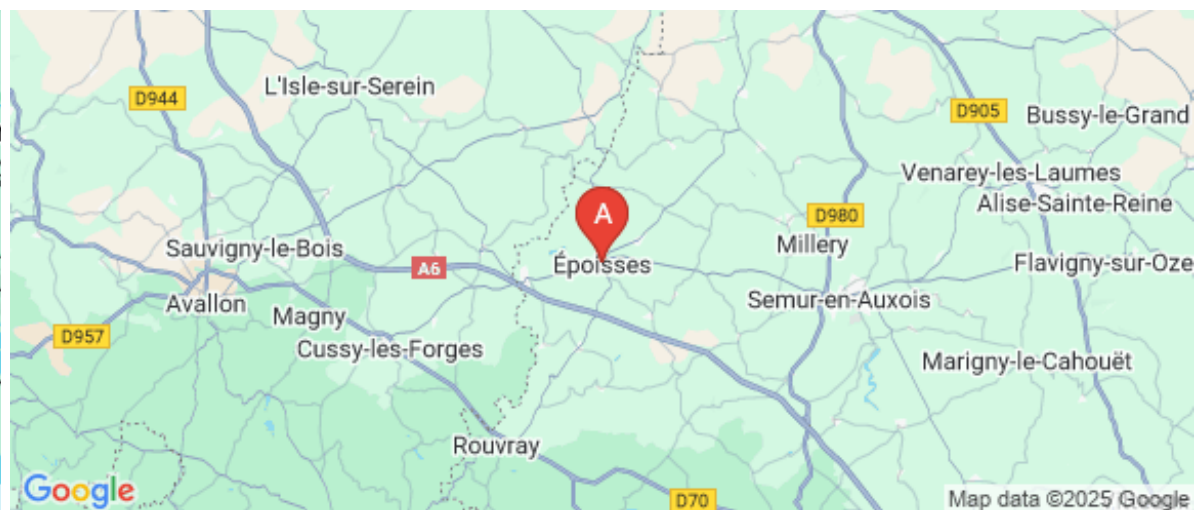 L'Isle-sur-Serein
D944
D905
Bussy-le-Grand
Venarey-les-Laumes
Alise-Sainte-Reine
A
D980
Sauvigny-le-Bois
Millery
Époisses
Flavigny-sur-Oze
A6
Avallon
Semur-en-Auxois
Magny
D957
Cussy-les-Forges
Marigny-le-Cahouët
Rouvray
Google
D70
Map data ©2025 Google